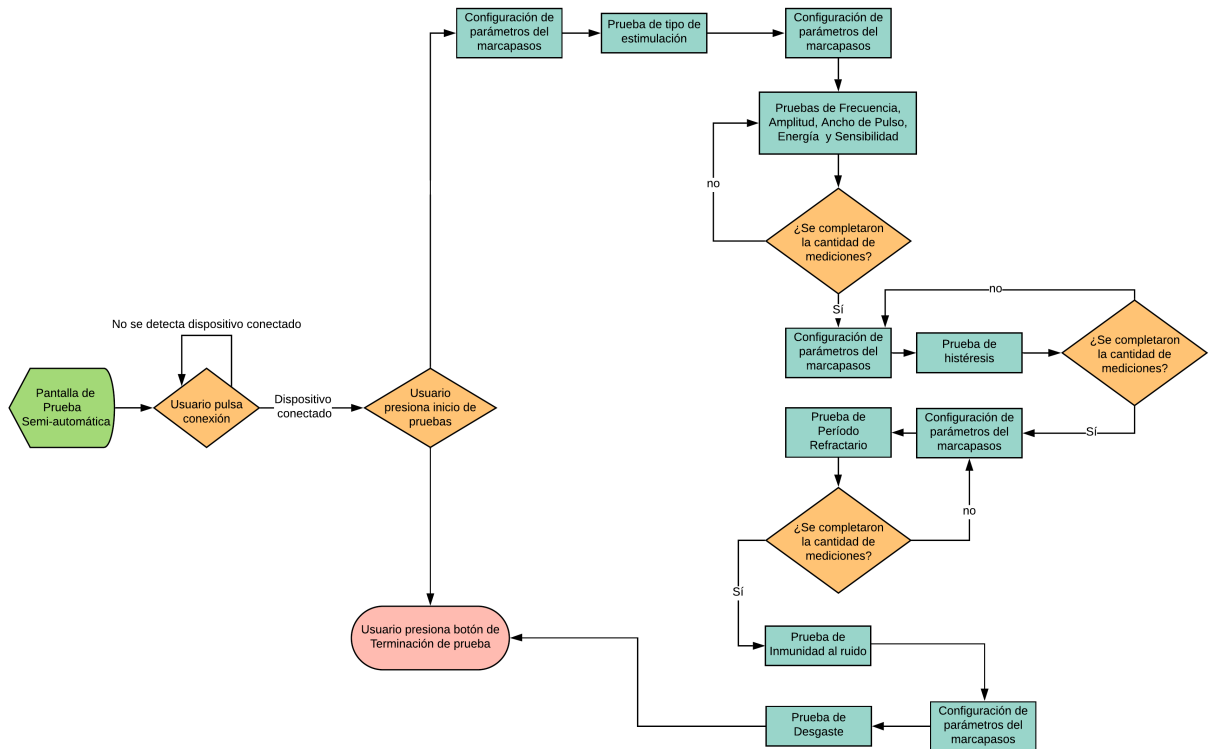 Configuración de
parámetros del
marcapasos
Prueba de tipo de
estimulación
Configuración de
parámetros del
marcapasos
Pruebas de Frecuencia,
Amplitud, Ancho de Pulso,
Energía y Sensibilidad
no
¿Se completaron
la cantidad de
mediciones?
Sí
Configuración de
parámetros del
marcapasos
Prueba de
histéresis
no
¿Se completaron
la cantidad de
mediciones?
Sí
No se detecta dispositivo conectado
Pantalla de
Prueba
Semi-automática
Usuario pulsa
conexión
Dispositivo
conectado
Usuario
presiona inicio de
pruebas
Configuración de
parámetros del
marcapasos
Prueba de
Período
Refractario
no
¿Se completaron
la cantidad de
mediciones?
Sí
Prueba de
Inmunidad al ruido
Configuración de
parámetros del
marcapasos
Prueba de
Desgaste
Usuario presiona botón de
Terminación de prueba